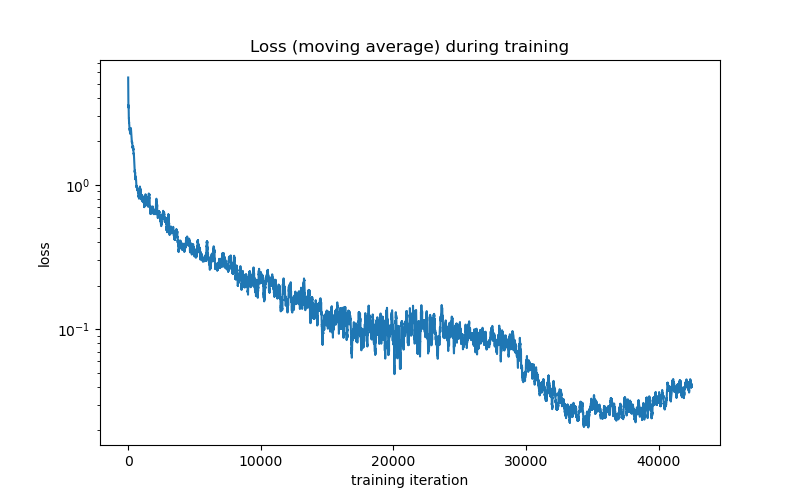 Loss (moving average) during training
loss
10⁰
10⁻¹
0 10000 20000 30000 40000
training iteration